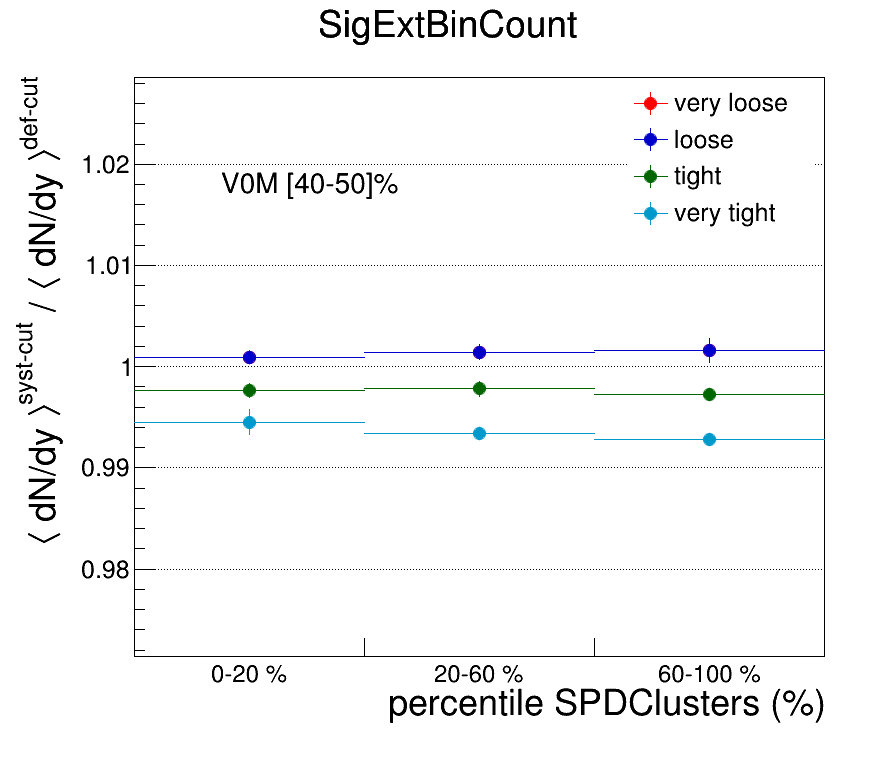 SigExtBinCount
⟨ dN/dy ⟩^syst-cut / ⟨ dN/dy ⟩^def-cut
very loose
loose
tight
very tight
V0M [40-50]%
1.02
1.01
1
0.99
0.98
0-20 % 20-60 % 60-100 %
percentile SPDClusters (%)